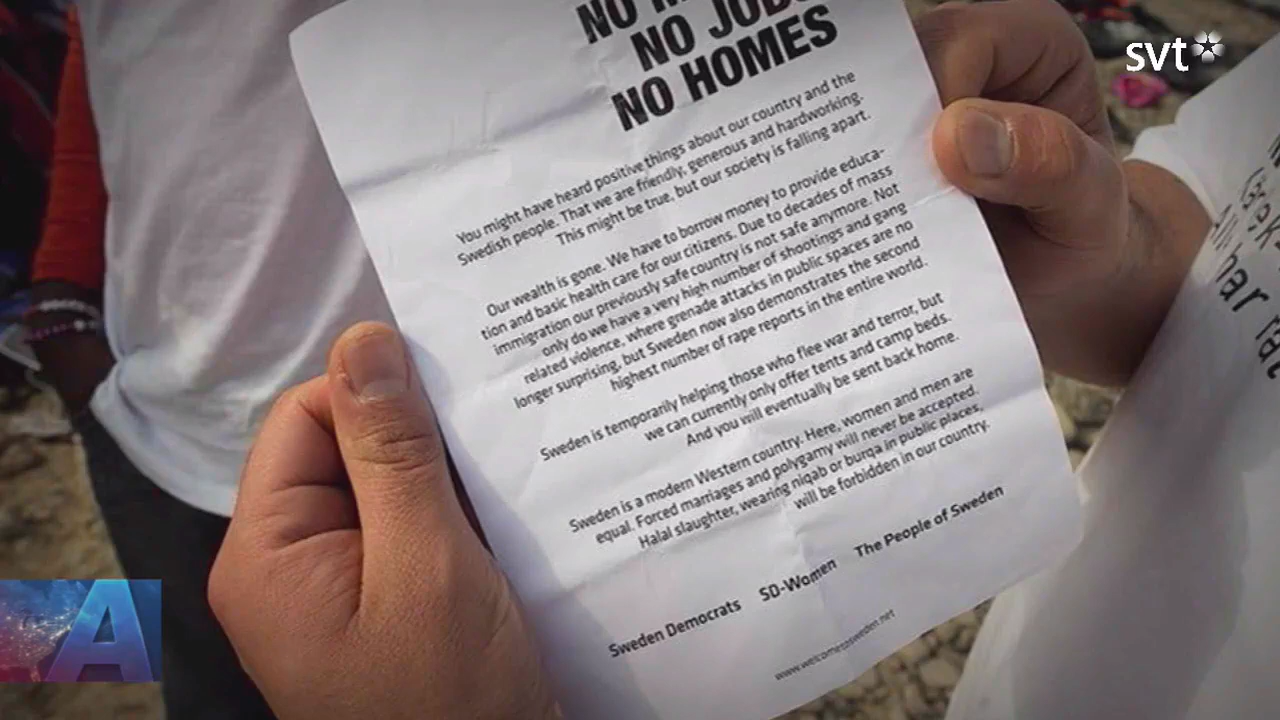 NO
NO JOBS
NO HOMES
You might have heard positive things about our country and the
Swedish people. That we are friendly, generous and hardworking.
This might be true, but our society is falling apart.
Our wealth is gone. We have to borrow money to provide educa-
tion and basic health care for our citizens. Due to decades of mass
immigration our previously safe country is not safe anymore. Not
only do we have a very high number of shootings and gang
related violence, where grenade attacks in public spaces are no
longer surprising, but Sweden now also demonstrates the second
highest number of rape reports in the entire world.
Sweden is temporarily helping those who flee war and terror, but
we can currently only offer tents and camp beds.
And you will eventually be sent back home.
Sweden is a modern Western country. Here, women and men are
equal. Forced marriages and polygamy will never be accepted.
Halal slaughter, wearing niqab or burqa in public places,
will be forbidden in our country.
Sweden Democrats SD-Women The People of Sweden
www.welcometosweden.net
svt
A
har